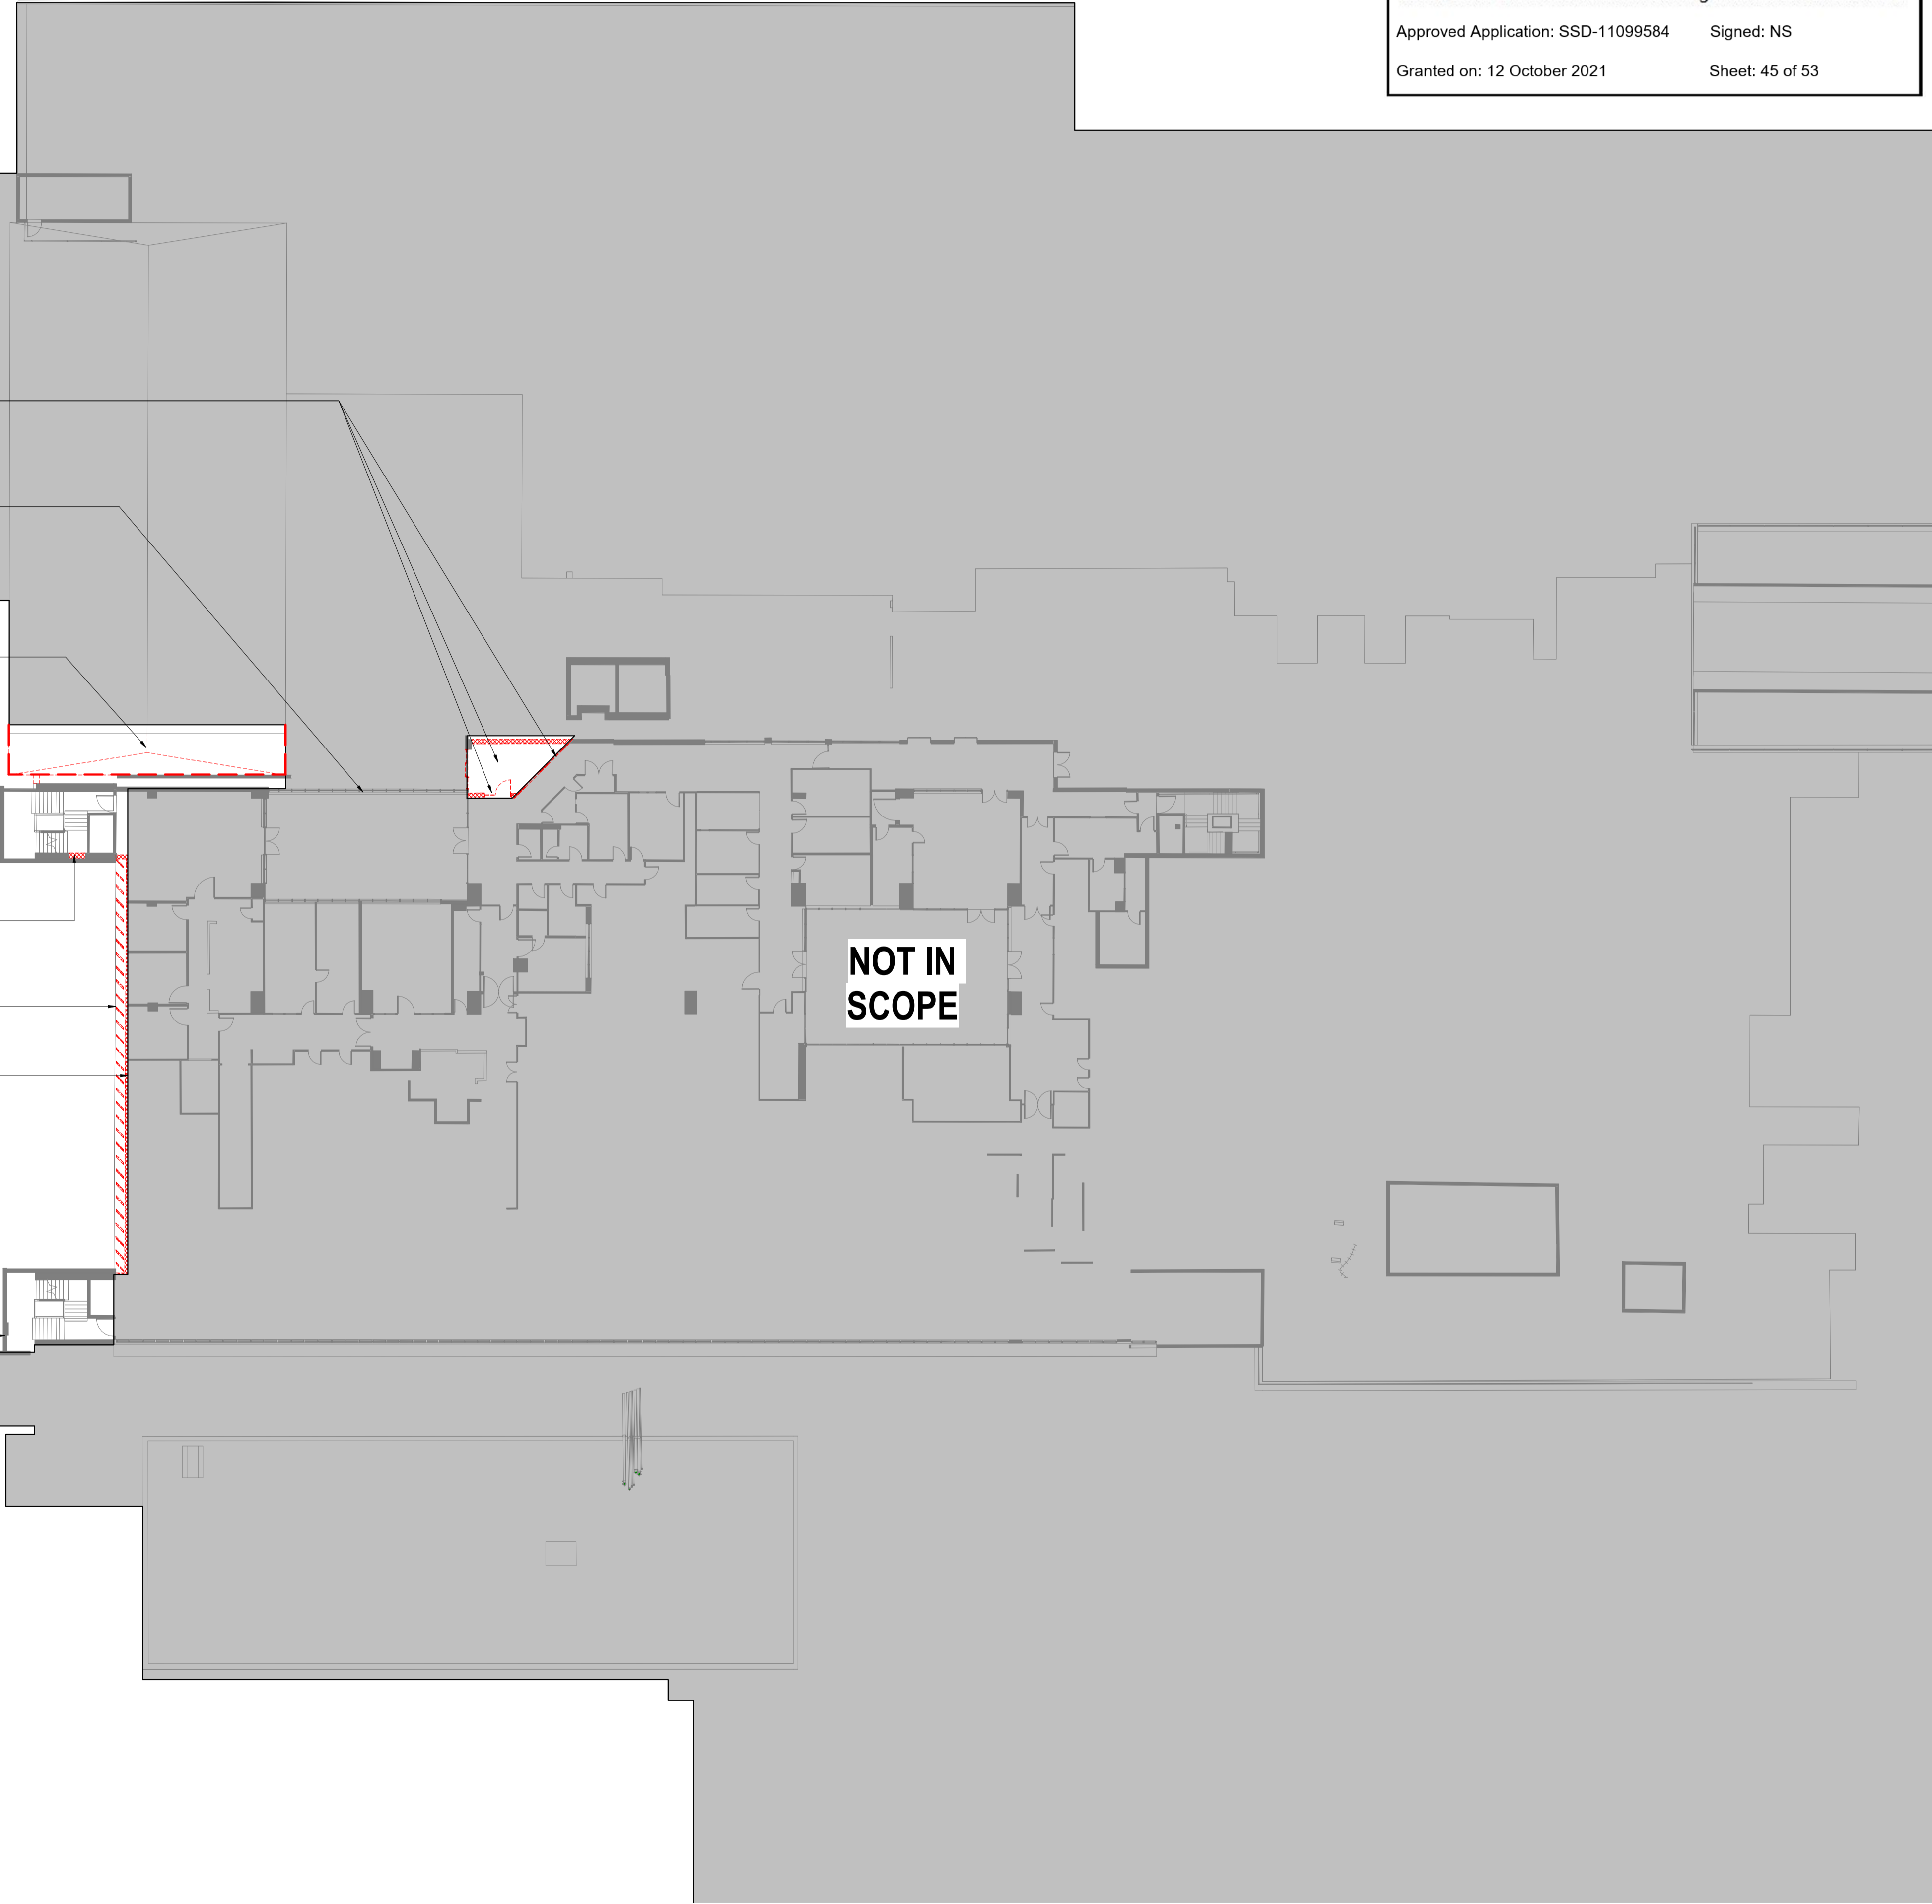 Approved Application: SSD-11099584 Signed: NS
Granted on: 12 October 2021 Sheet: 45 of 53
NOT IN
SCOPE